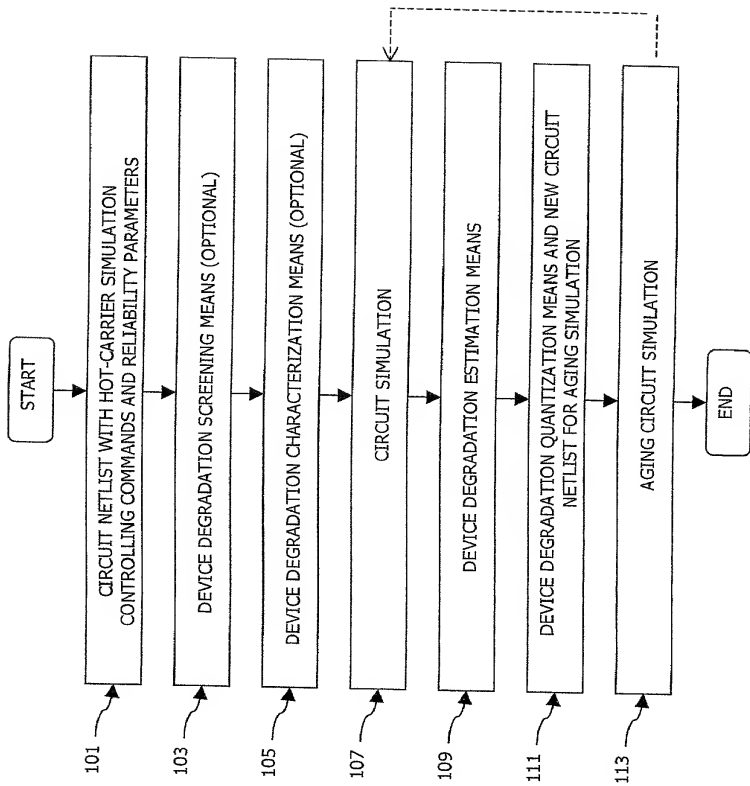 START
101
CIRCUIT NETLIST WITH HOT-CARRIER SIMULATION
CONTROLLING COMMANDS AND RELIABILITY PARAMETERS
103
DEVICE DEGRADATION SCREENING MEANS (OPTIONAL)
105
DEVICE DEGRADATION CHARACTERIZATION MEANS (OPTIONAL)
107
CIRCUIT SIMULATION
109
DEVICE DEGRADATION ESTIMATION MEANS
111
DEVICE DEGRADATION QUANTIZATION MEANS AND NEW CIRCUIT
NETLIST FOR AGING SIMULATION
113
AGING CIRCUIT SIMULATION
END